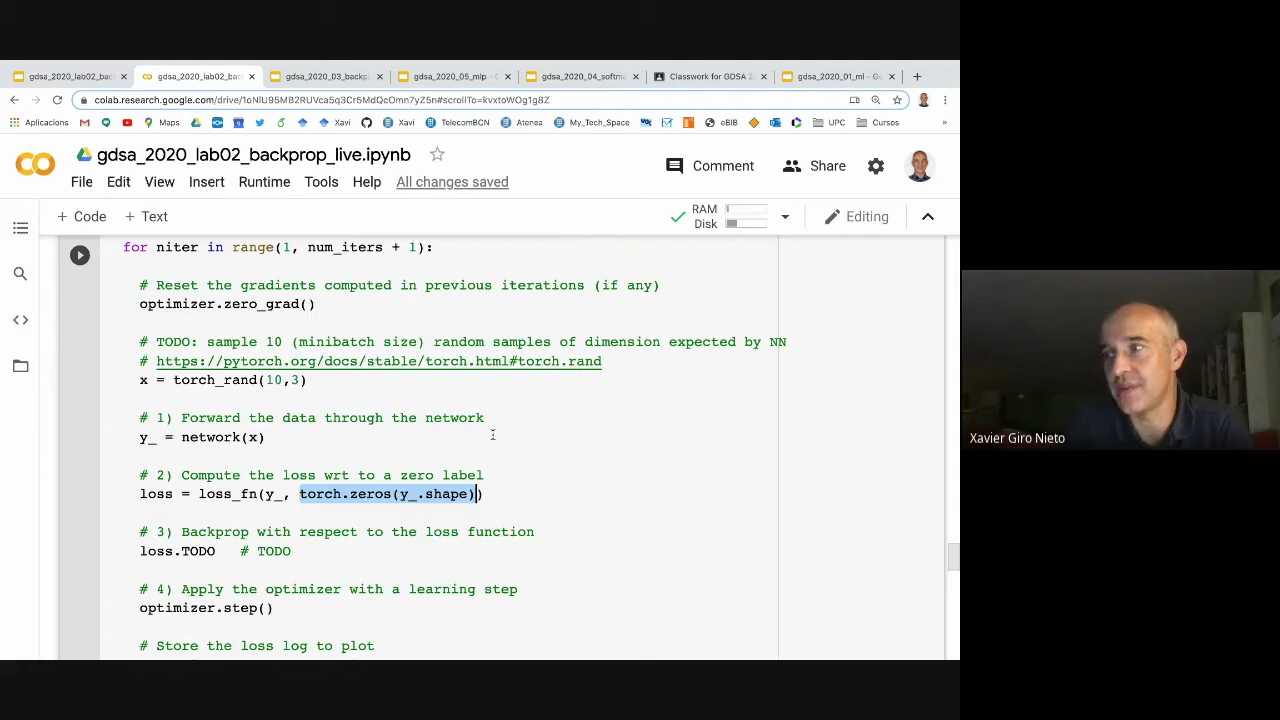 gdsa_2020_lab02_bac
gdsa_2020_lab02_bac
gdsa_2020_03_backp
gdsa_2020_05_mlp -
gdsa_2020_04_softm
Classwork for GDSA 2
gdsa_2020_01_ml - Go
colab.research.google.com/drive/1oNlU95MB2RUVca5q3Cr5MdQcOmn7yZ5n#scrollTo=kvxtoWOg1g8Z
Aplicacions
Maps
Xavi
Xavi
TelecomBCN
Atenea
My_Tech_Space
eBIB
UPC
Cursos
»
gdsa_2020_lab02_backprop_live.ipynb
Comment
Share
File Edit View Insert Runtime Tools Help All changes saved
+ Code + Text
RAM
Disk
Editing
for niter in range(1, num_iters + 1):
# Reset the gradients computed in previous iterations (if any)
optimizer.zero_grad()
# TODO: sample 10 (minibatch size) random samples of dimension expected by NN
# https://pytorch.org/docs/stable/torch.html#torch.rand
x = torch_rand(10,3)
# 1) Forward the data through the network
y_ = network(x)
# 2) Compute the loss wrt to a zero label
loss = loss_fn(y_, torch.zeros(y_.shape))
# 3) Backprop with respect to the loss function
loss.TODO # TODO
# 4) Apply the optimizer with a learning step
optimizer.step()
# Store the loss log to plot
Xavier Giro Nieto